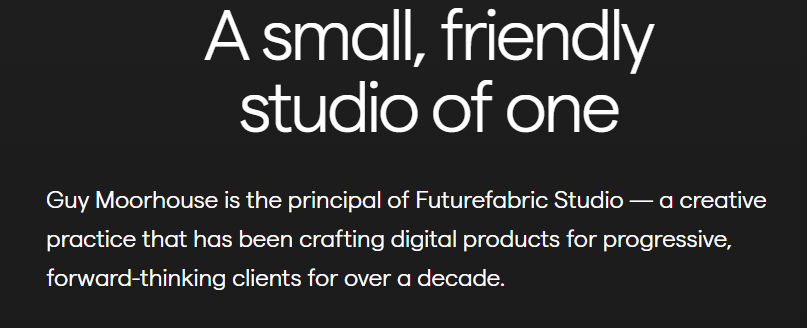 A small, friendly
studio of one
Guy Moorhouse is the principal of Futurefabric Studio — a creative
practice that has been crafting digital products for progressive,
forward-thinking clients for over a decade.